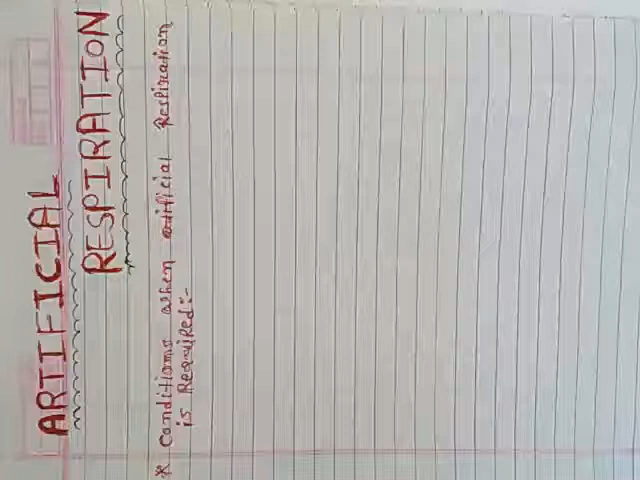 ARTIFICIAL
RESPIRATION
* Conditions when artificial Respiration
is Required:-